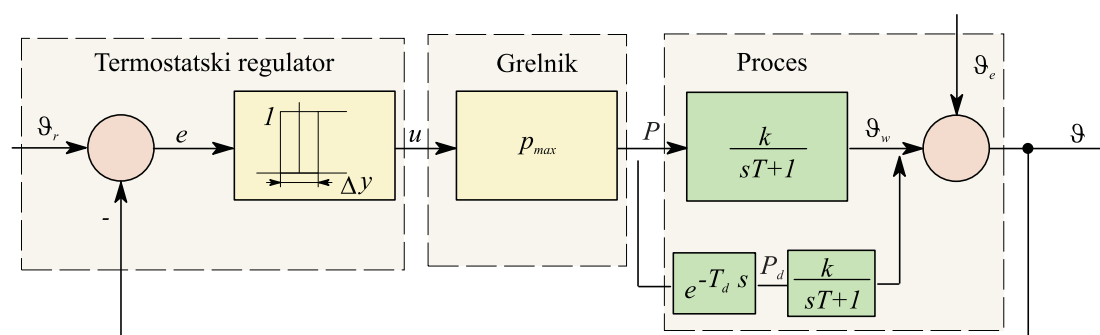 Termostatski regulator
Grelnik
Proces
ϑr
e
1
Δy
u
pmax
P
k
sT+1
ϑw
ϑe
ϑ
-
e-Td s
Pd
k
sT+1